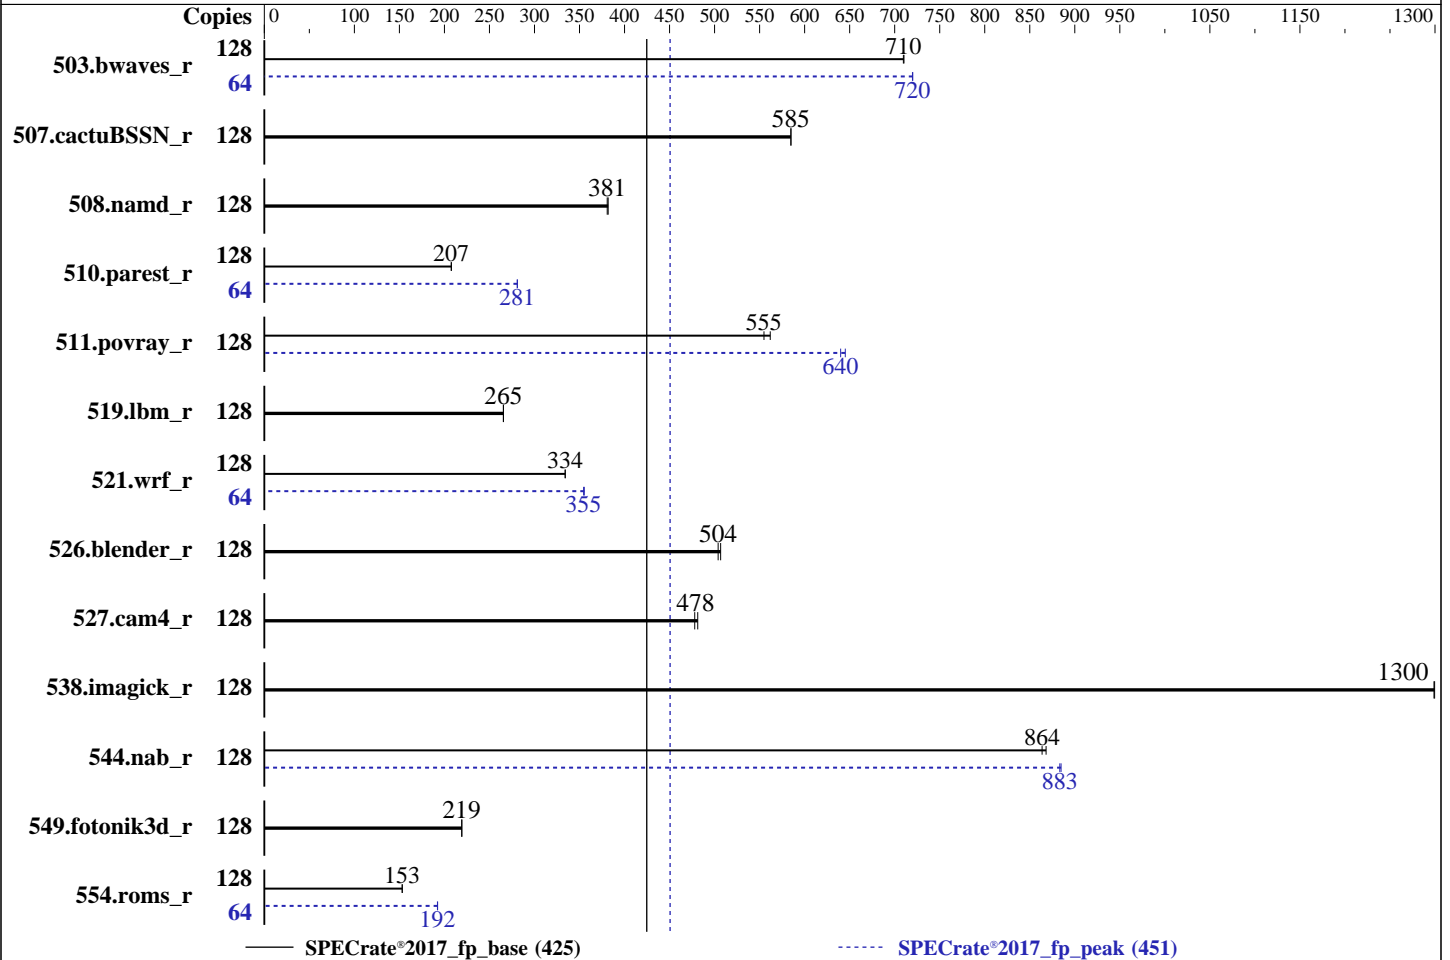 Copies 0 100 150 200 250 300 350 400 450 500 550 600 650 700 750 800 850 900 950 1050 1150 1300
503.bwaves_r 128 710
64 720
507.cactuBSSN_r 128 585
508.namd_r 128 381
510.parest_r 128 207
64 281
511.povray_r 128 555
640
519.lbm_r 128 265
521.wrf_r 128 334
64 355
526.blender_r 128 504
527.cam4_r 128 478
538.imagick_r 128 1300
544.nab_r 128 864
883
549.fotonik3d_r 128 219
554.roms_r 128 153
64 192
SPECrate®2017_fp_base (425) SPECrate®2017_fp_peak (451)